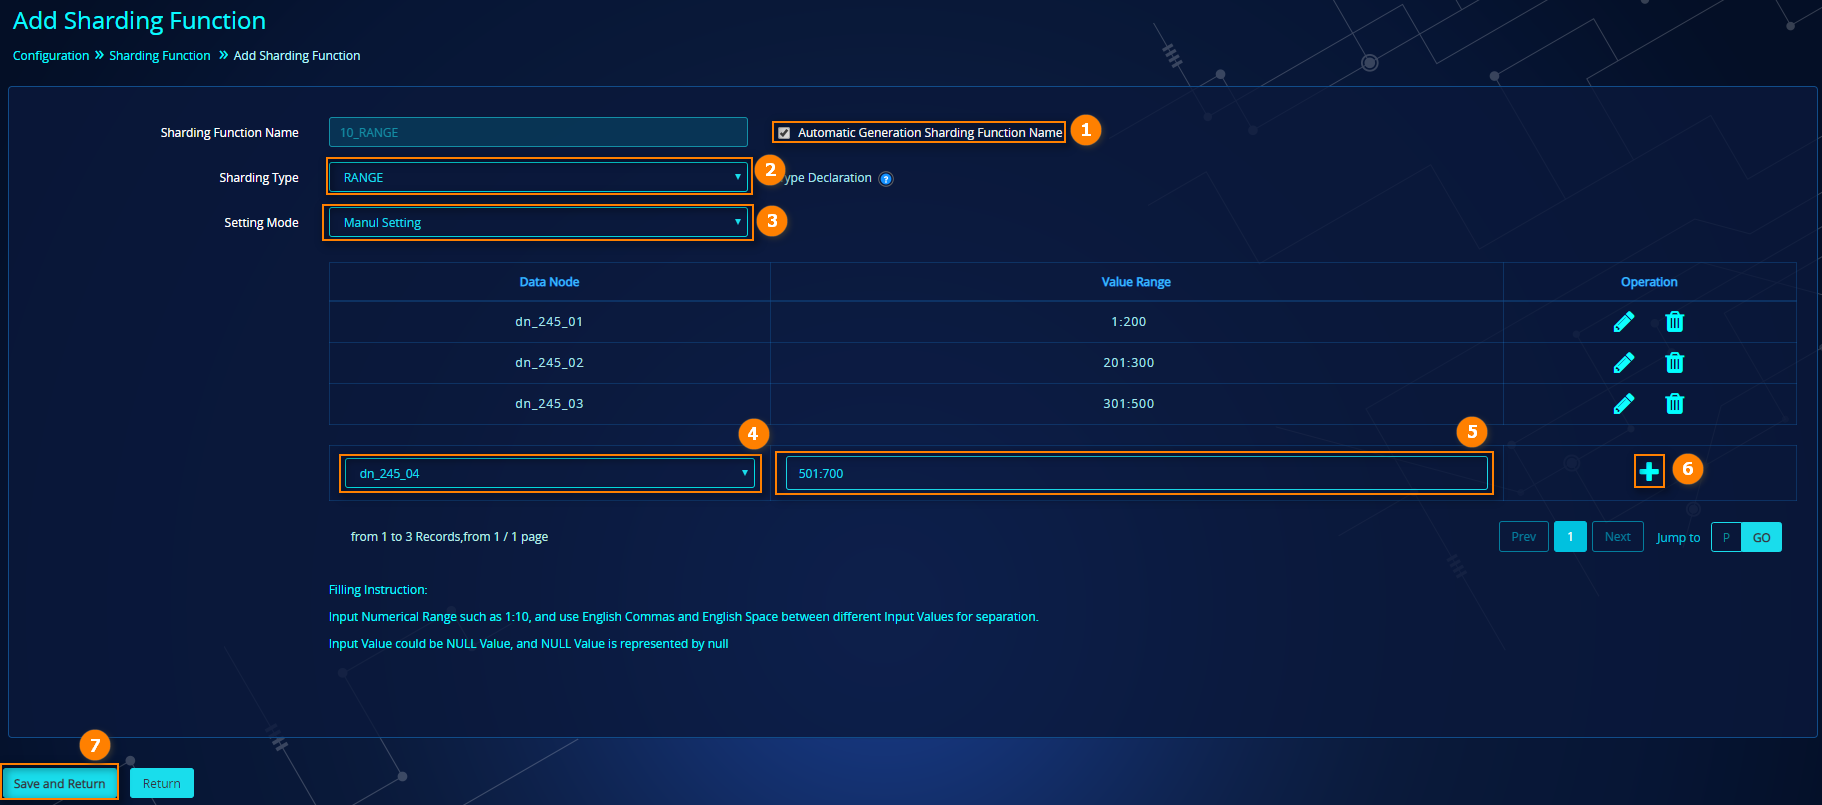 Add Sharding Function
Configuration » Sharding Function » Add Sharding Function
Sharding Function Name 10_RANGE Automatic Generation Sharding Function Name 1
Sharding Type RANGE 2 ype Declaration ?
Setting Mode Manul Setting 3
Data Node Value Range Operation
dn_245_01 1:200
dn_245_02 201:300
dn_245_03 301:500
4 5
dn_245_04 501:700 6
from 1 to 3 Records,from 1 / 1 page Prev 1 Next Jump to P GO
Filling Instruction:
Input Numerical Range such as 1:10, and use English Commas and English Space between different Input Values for separation.
Input Value could be NULL Value, and NULL Value is represented by null
7
Save and Return Return